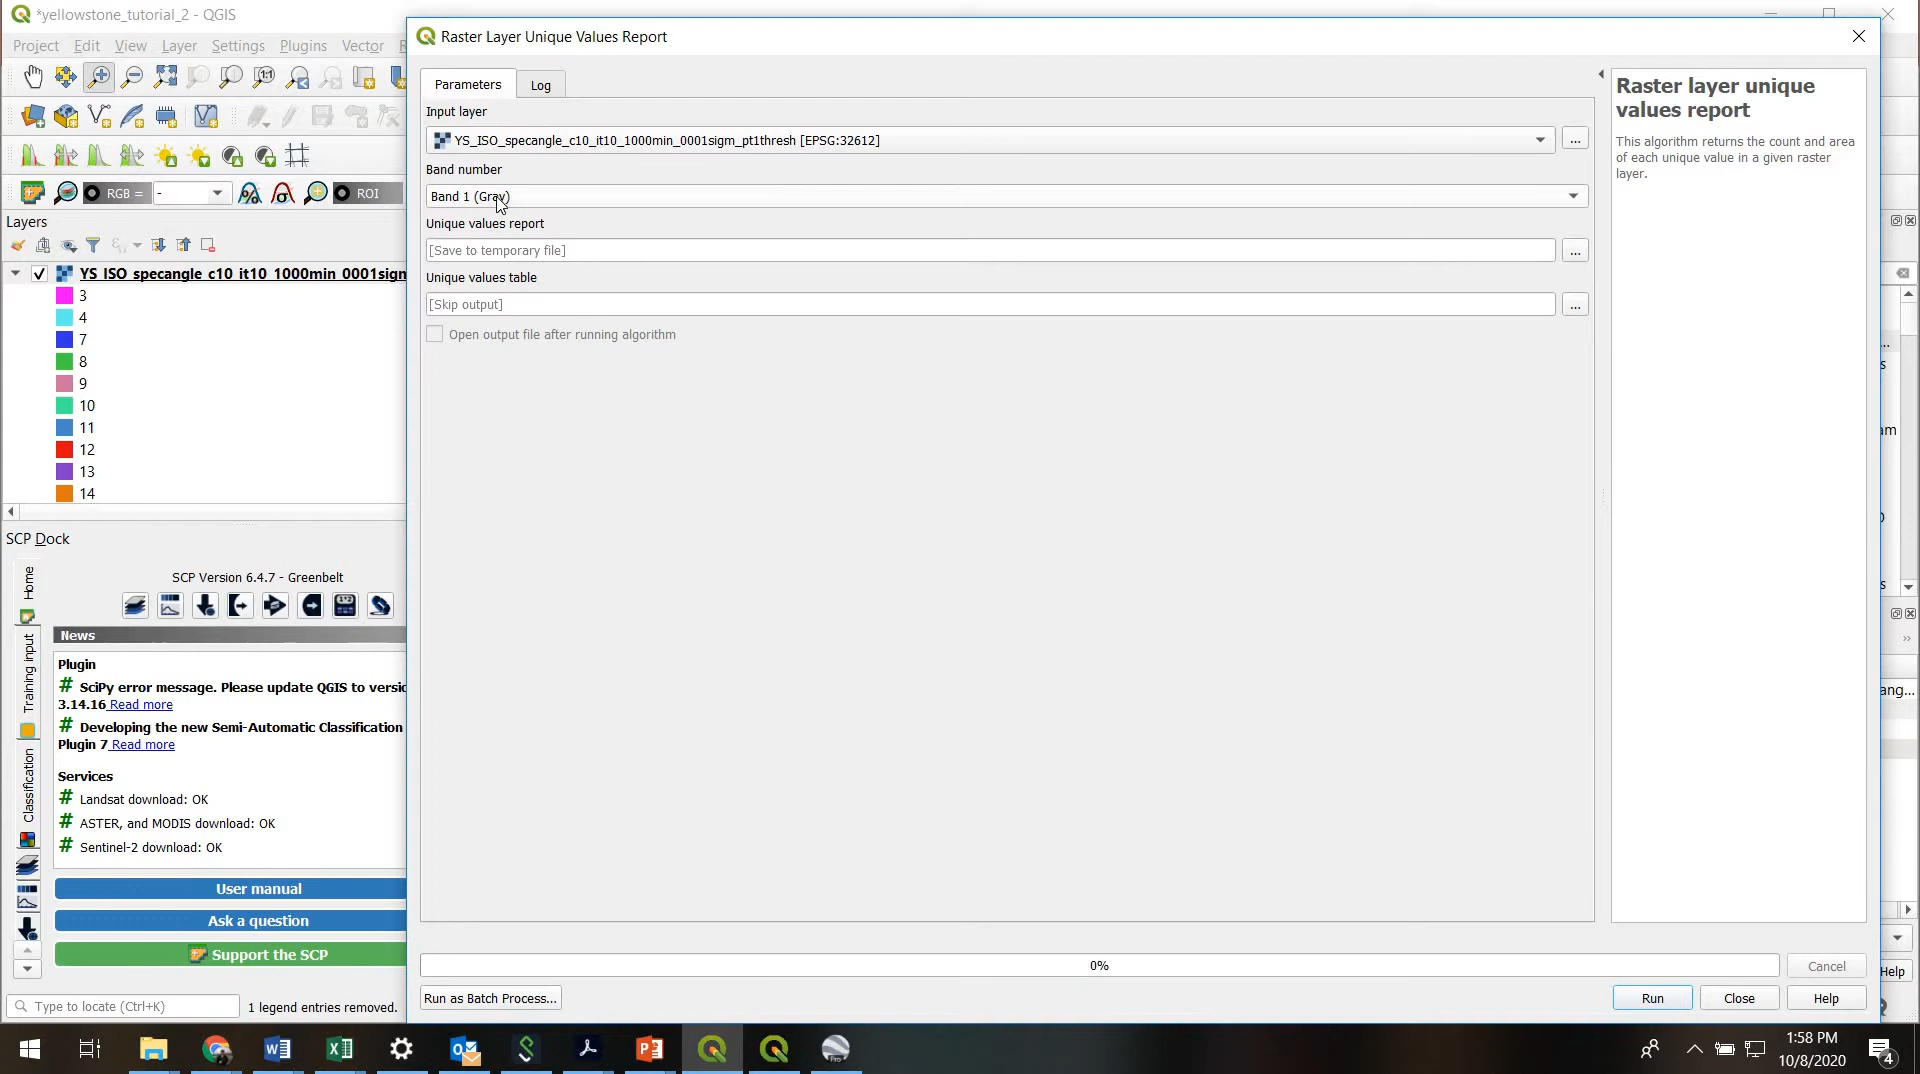 *yellowstone_tutorial_2 - QGIS
Project Edit View Layer Settings Plugins Vector
RGB = - ROI
Layers
YS_ISO_specangle_c10_it10_1000min_0001sigm
3
4
7
8
9
10
11
12
13
14
SCP Dock
SCP Version 6.4.7 - Greenbelt
Home
Training input
Classification
News
Plugin
# SciPy error message. Please update QGIS to versio
3.14.16 Read more
# Developing the new Semi-Automatic Classification
Plugin 7 Read more
Services
# Landsat download: OK
# ASTER, and MODIS download: OK
# Sentinel-2 download: OK
User manual
Ask a question
Support the SCP
Type to locate (Ctrl+K)
1 legend entries removed.
Raster Layer Unique Values Report
Parameters Log
Input layer
YS_ISO_specangle_c10_it10_1000min_0001sigm_pt1thresh [EPSG:32612]
...
Band number
Band 1 (Gray)
Unique values report
[Save to temporary file]
...
Unique values table
[Skip output]
...
Open output file after running algorithm
Raster layer unique
values report
This algorithm returns the count and area
of each unique value in a given raster
layer.
0%
Cancel
Run as Batch Process...
Run
Close
Help
am
ang...
Help
1:58 PM
10/8/2020
4